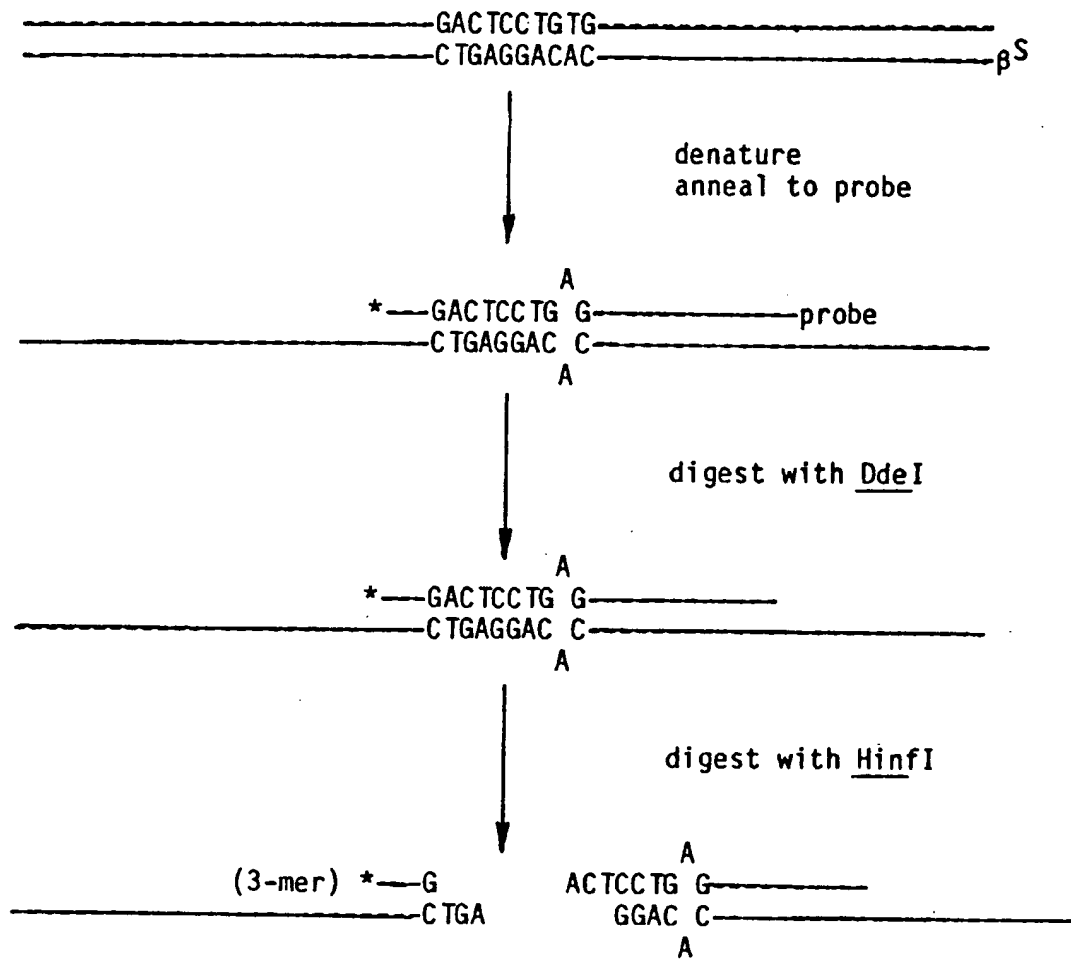 GACTCCTGTG
CTGAGGACAC βS
denature
anneal to probe
A
*—GACTCCTG G—probe
CTGAGGAC C
A
digest with DdeI
A
*—GACTCCTG G
CTGAGGAC C
A
digest with HinfI
A
(3-mer) *—G ACTCCTG G
CTGA GGAC C
A